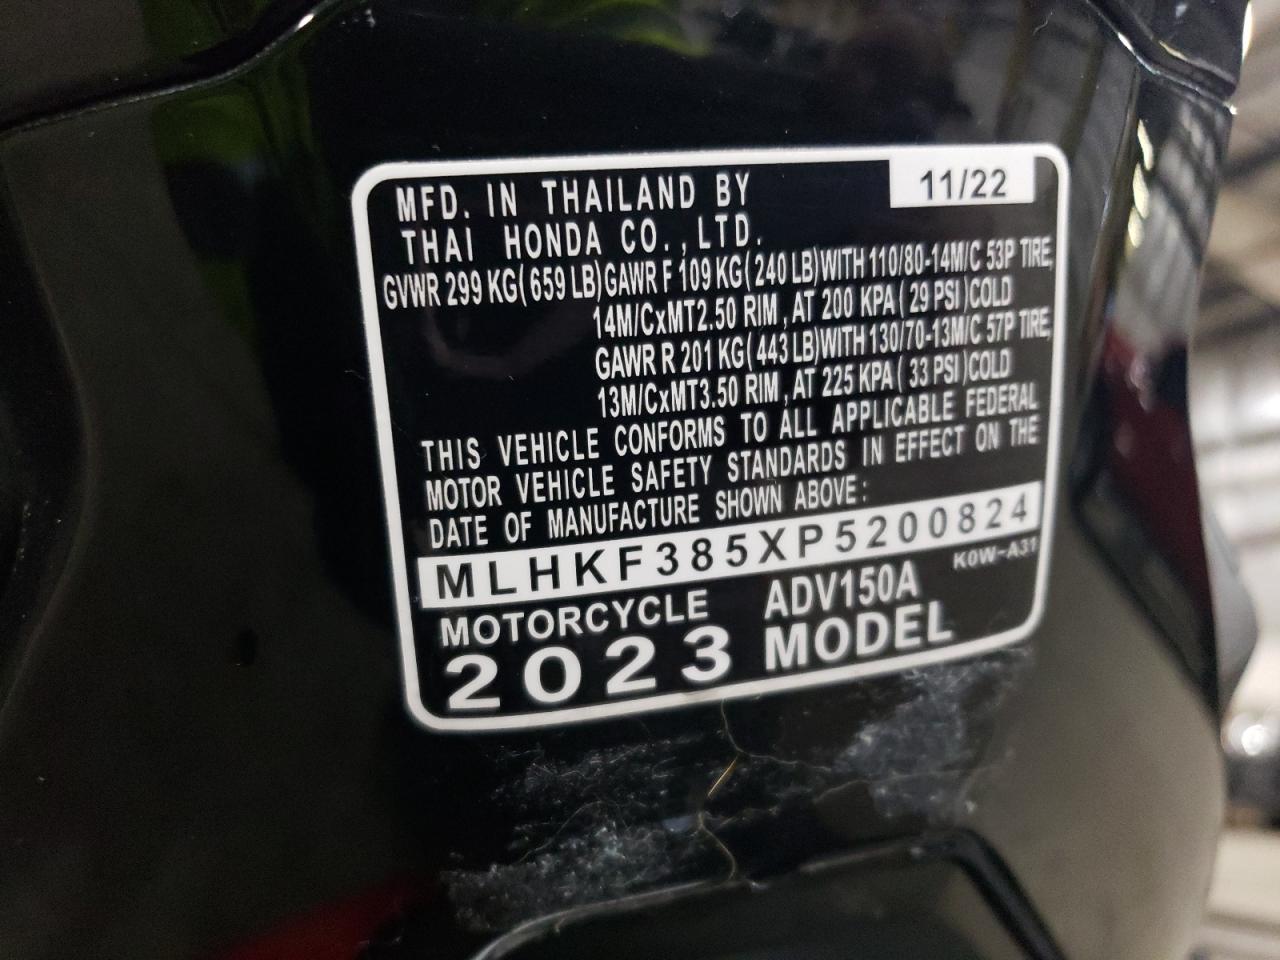 11/22
MFD. IN THAILAND BY
THAI HONDA CO.,LTD.
GVWR 299 KG(659 LB)GAWR F 109 KG(240 LB)WITH 110/80-14M/C 53P TIRE,
14M/CxMT2.50 RIM, AT 200 KPA(29 PSI)COLD
GAWR R 201 KG(443 LB)WITH 130/70-13M/C 57P TIRE,
13M/CxMT3.50 RIM, AT 225 KPA(33 PSI)COLD
THIS VEHICLE CONFORMS TO ALL APPLICABLE FEDERAL
MOTOR VEHICLE SAFETY STANDARDS IN EFFECT ON THE
DATE OF MANUFACTURE SHOWN ABOVE:
MLHKF385XP5200824
K0W-A31
MOTORCYCLE ADV150A
2023 MODEL